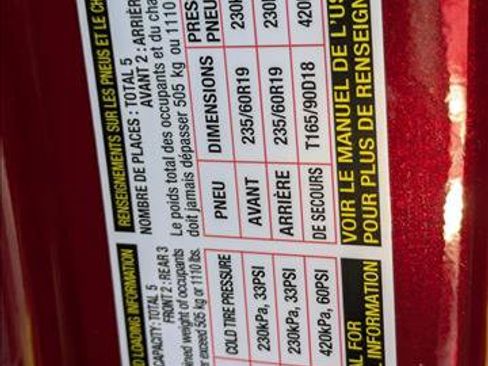 D LOADING INFORMATION
CAPACITY: TOTAL 5
FRONT 2 : REAR 3
ined weight of occupants
r exceed 505 kg or 1110 lbs.
COLD TIRE PRESSURE
230kPa, 33PSI
230kPa, 33PSI
420kPa, 60PSI
AL FOR
INFORMATION
RENSEIGNEMENTS SUR LES PNEUS ET LE CH
NOMBRE DE PLACES : TOTAL 5
AVANT 2 : ARRIÈR
Le poids total des occupants et du cha
doit jamais dépasser 505 kg ou 1110
PNEU DIMENSIONS PRES
PNEU
AVANT 235/60R19 230k
ARRIÈRE 235/60R19 230
DE SECOURS T165/90D18 420
VOIR LE MANUEL DE L'US
POUR PLUS DE RENSEIGN